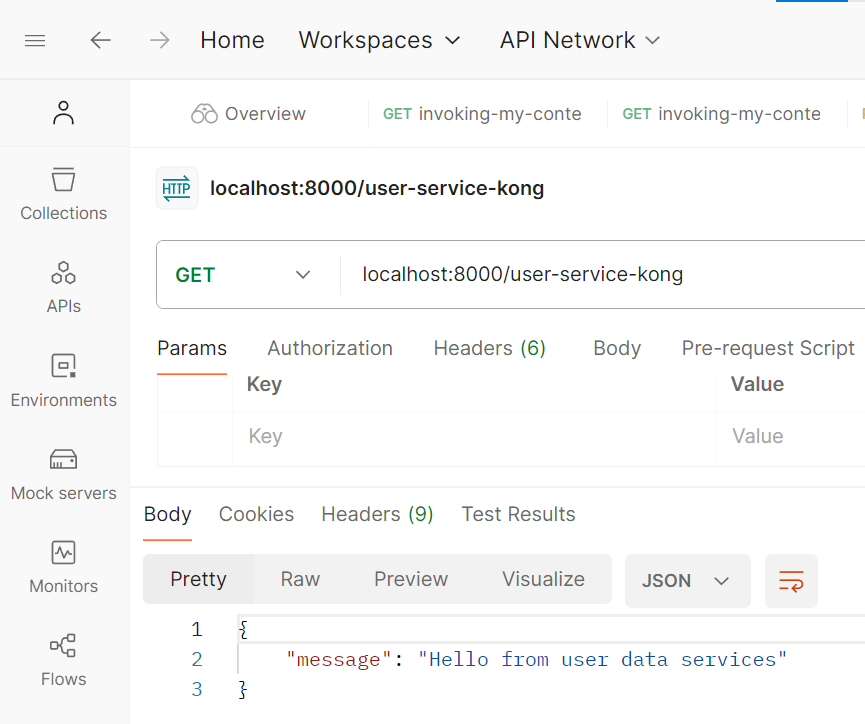 Home Workspaces API Network
Overview GET invoking-my-conte GET invoking-my-conte
HTTP localhost:8000/user-service-kong
Collections
GET localhost:8000/user-service-kong
APIs
Params Authorization Headers (6) Body Pre-request Script
Key Value
Environments
Key Value
Mock servers
Body Cookies Headers (9) Test Results
Monitors
Pretty Raw Preview Visualize JSON
1 {
2 "message": "Hello from user data services"
Flows
3 }